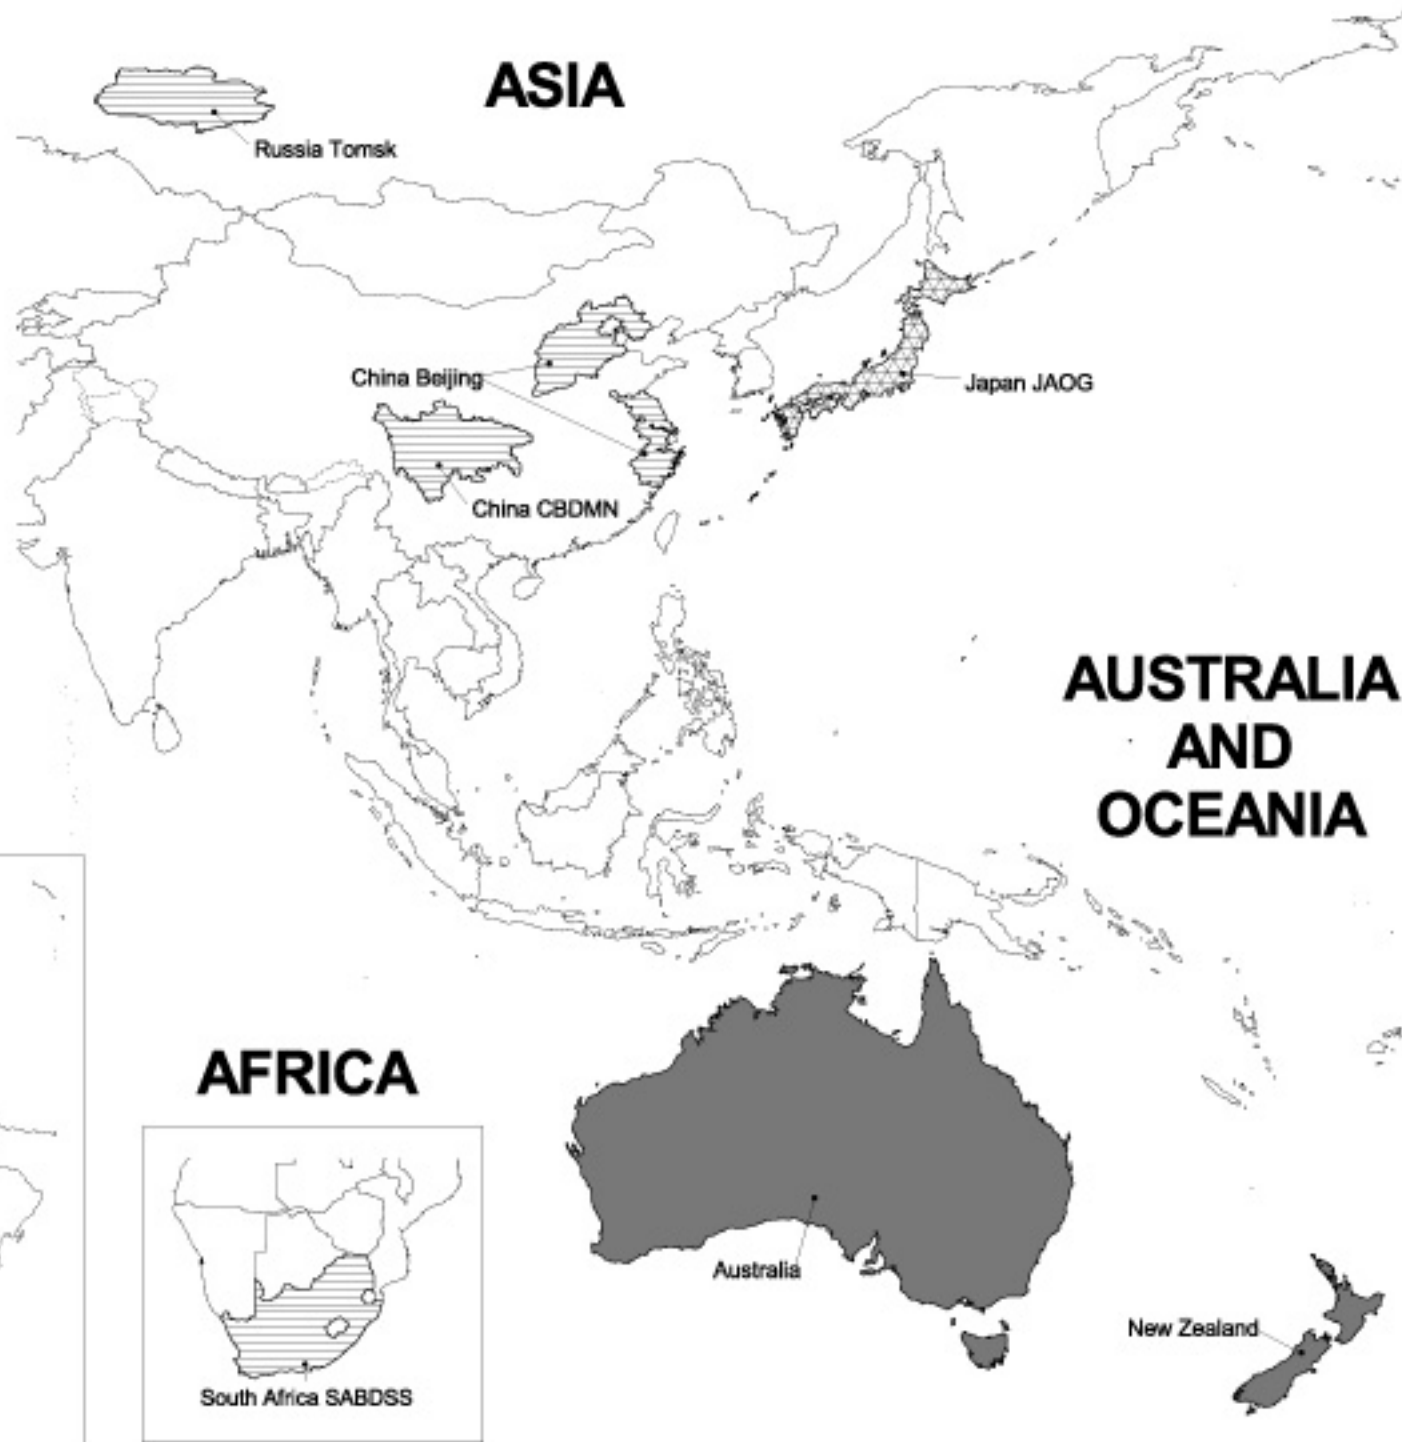 ASIA
Russia Tomsk
China Beijing
Japan JAOG
China CBDMN
AUSTRALIA
AND
OCEANIA
AFRICA
Australia
New Zealand
South Africa SABDSS